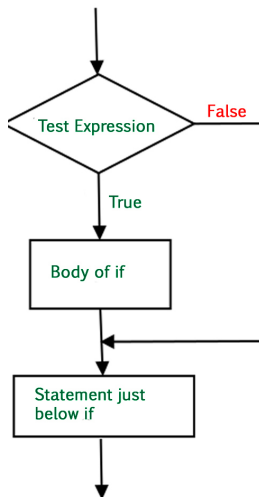 Test Expression
False
True
Body of if
Statement just
below if